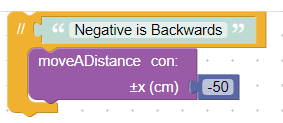 // “ Negative is Backwards ”
moveADistance con:
±x (cm) -50